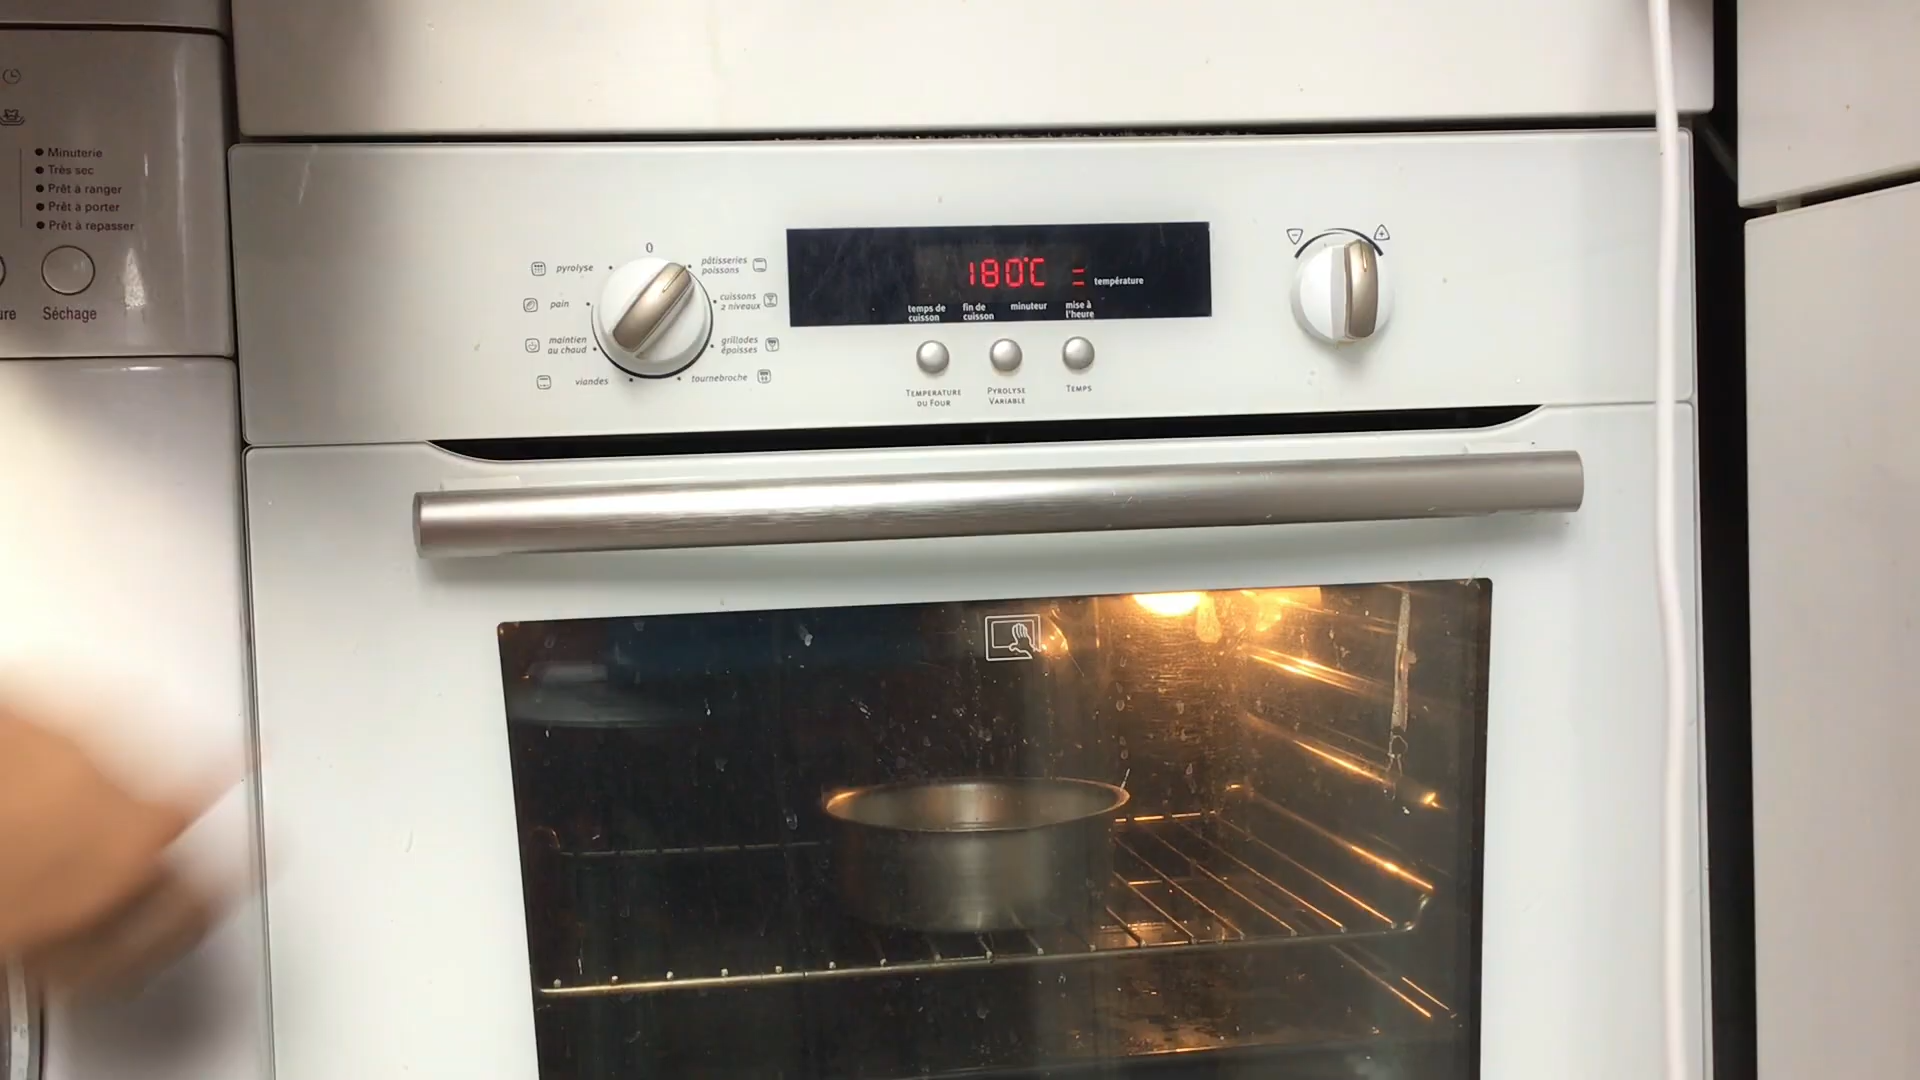 Minuterie
Très sec
Prêt à ranger
Prêt à porter
Prêt à repasser
Séchage
0
pyrolyse
pain
maintien
au chaud
viandes
pâtisseries
poissons
cuissons
2 niveaux
grillades
épaisses
tournebroche
180°C =
température
temps de
cuisson
fin de
cuisson
minuteur
mise à
l'heure
TEMPERATURE
DU FOUR
PYROLYSE
VARIABLE
TEMPS
- +